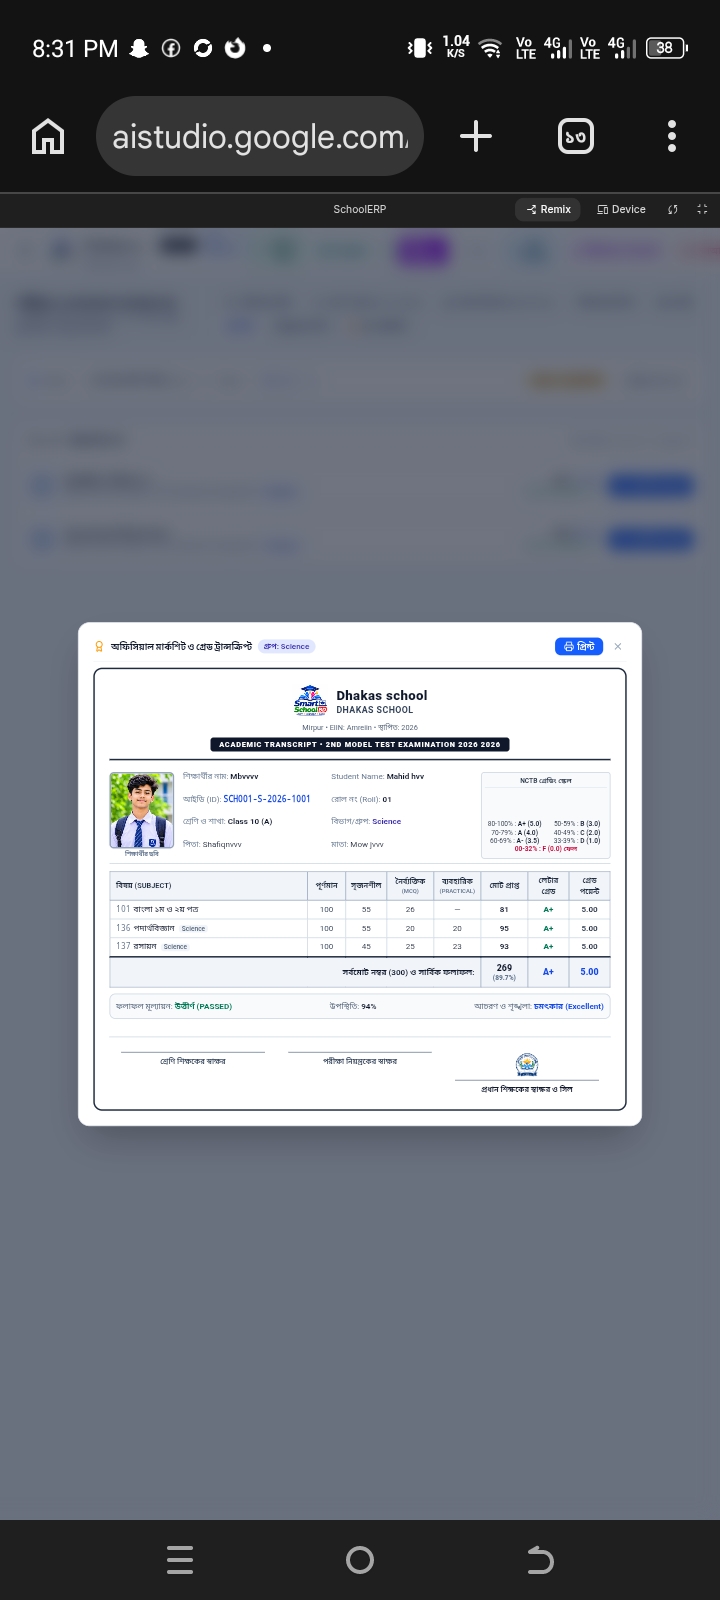 8:31 PM 1.04 K/S Vo LTE 4G Vo LTE 4G 38
aistudio.google.com/ ১৩
SchoolERP Remix Device
অফিসিয়াল মার্কশিট ও গ্রেড ট্রান্সক্রিপ্ট গ্রুপ: Science প্রিন্ট
Smart School
Dhakas school
DHAKAS SCHOOL
Mirpur • EIIN: Amreiin • স্থাপিত: 2026
ACADEMIC TRANSCRIPT • 2ND MODEL TEST EXAMINATION 2026 2026
শিক্ষার্থীর নাম: Mbvvvv Student Name: Mahid hvv
আইডি (ID): SCH001-S-2026-1001 রোল নং (Roll): 01
শ্রেণি ও শাখা: Class 10 (A) বিভাগ/গ্রুপ: Science
পিতা: Shafiqnvvv মাতা: Mow jvvv
শিক্ষার্থীর ছবি
NCTB গ্রেডিং স্কেল
80-100% : A+ (5.0) 50-59% : B (3.0)
70-79% : A (4.0) 40-49% : C (2.0)
60-69% : A- (3.5) 33-39% : D (1.0)
00-32% : F (0.0) ফেল
বিষয় (SUBJECT) পূর্ণমান সৃজনশীল নৈর্ব্যক্তিক (MCQ) ব্যবহারিক (PRACTICAL) মোট প্রাপ্ত লেটার গ্রেড গ্রেড পয়েন্ট
101 বাংলা ১ম ও ২য় পত্র 100 55 26 — 81 A+ 5.00
136 পদার্থবিজ্ঞান Science 100 55 20 20 95 A+ 5.00
137 রসায়ন Science 100 45 25 23 93 A+ 5.00
সর্বমোট নম্বর (300) ও সার্বিক ফলাফল: 269 (89.7%) A+ 5.00
ফলাফল মূল্যায়ন: উত্তীর্ণ (PASSED) উপস্থিতি: 94% আচরণ ও শৃঙ্খলা: চমৎকার (Excellent)
শ্রেণি শিক্ষকের স্বাক্ষর পরীক্ষা নিয়ন্ত্রকের স্বাক্ষর
প্রধান শিক্ষকের স্বাক্ষর ও সিল